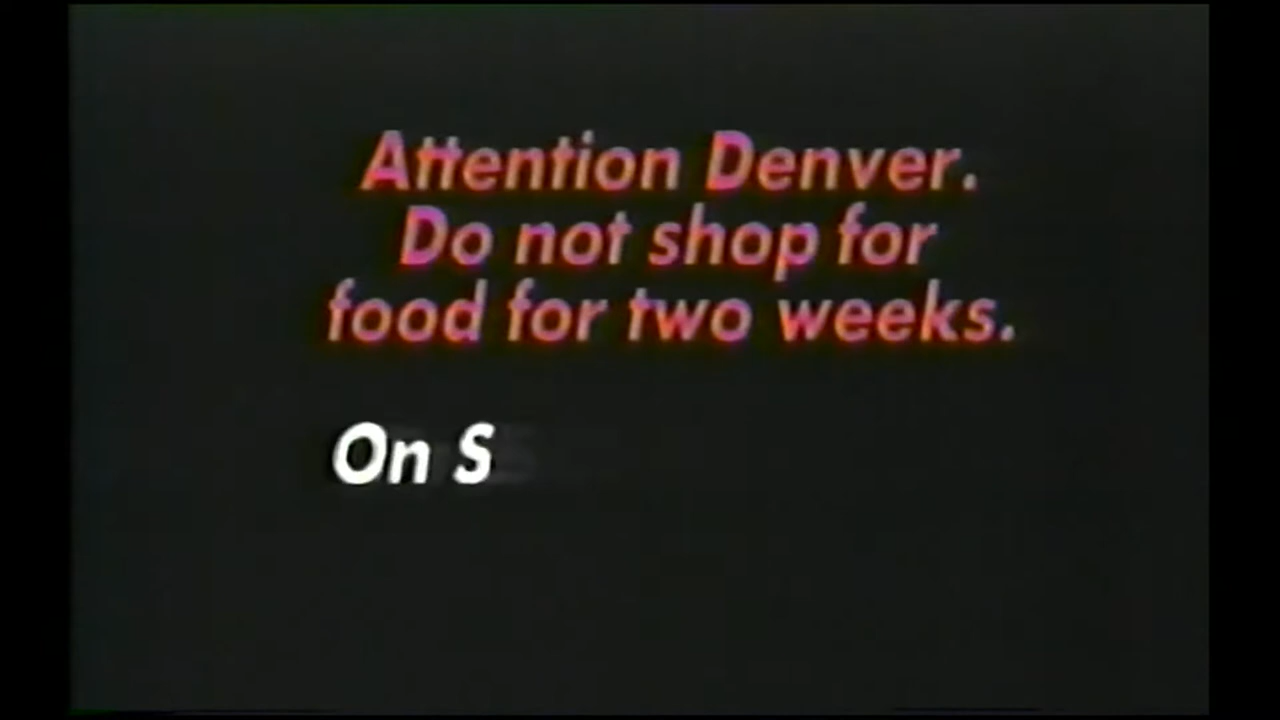 Attention Denver.
Do not shop for
food for two weeks.
On S